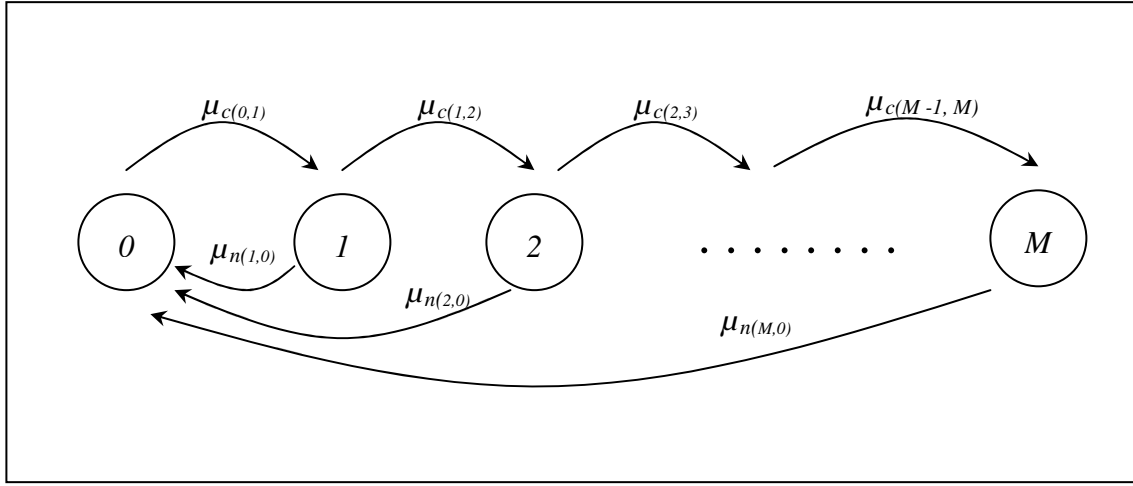 μc(0,1) μc(1,2) μc(2,3) μc(M -1, M)
0 μn(1,0) 1 2 . . . . . . . . M
μn(2,0)
μn(M,0)